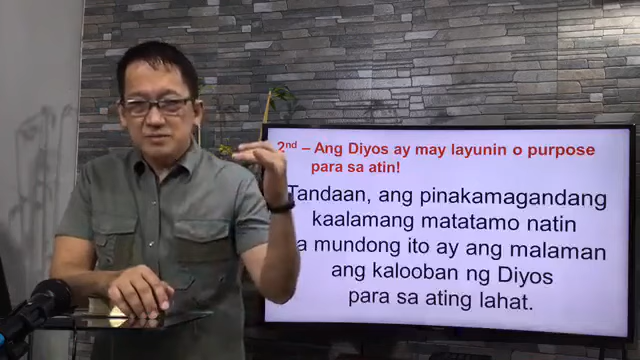 2nd – Ang Diyos ay may layunin o purpose
para sa atin!
Tandaan, ang pinakamagandang
kaalamang matatamo natin
mundong ito ay ang malaman
ang kalooban ng Diyos
para sa ating lahat.